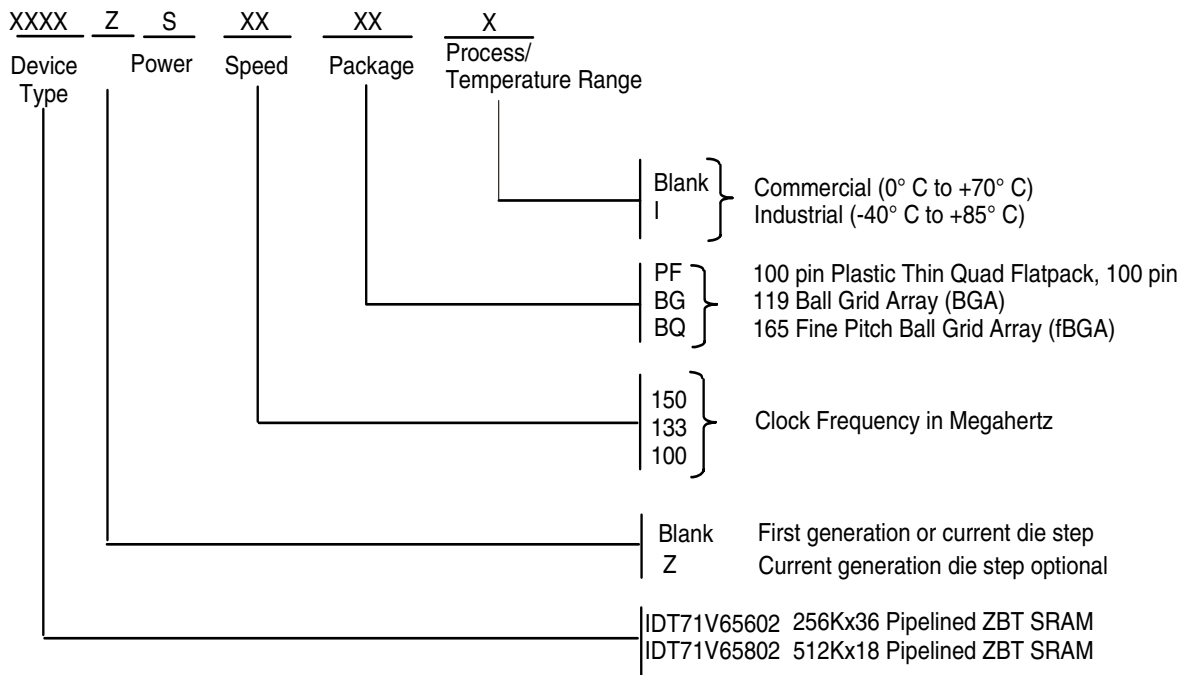 XXXX Z S XX XX X
Device Type Power Speed Package Process/
Temperature Range
Blank Commercial (0° C to +70° C)
I Industrial (-40° C to +85° C)
PF 100 pin Plastic Thin Quad Flatpack, 100 pin
BG 119 Ball Grid Array (BGA)
BQ 165 Fine Pitch Ball Grid Array (fBGA)
150
133 Clock Frequency in Megahertz
100
Blank First generation or current die step
Z Current generation die step optional
IDT71V65602 256Kx36 Pipelined ZBT SRAM
IDT71V65802 512Kx18 Pipelined ZBT SRAM